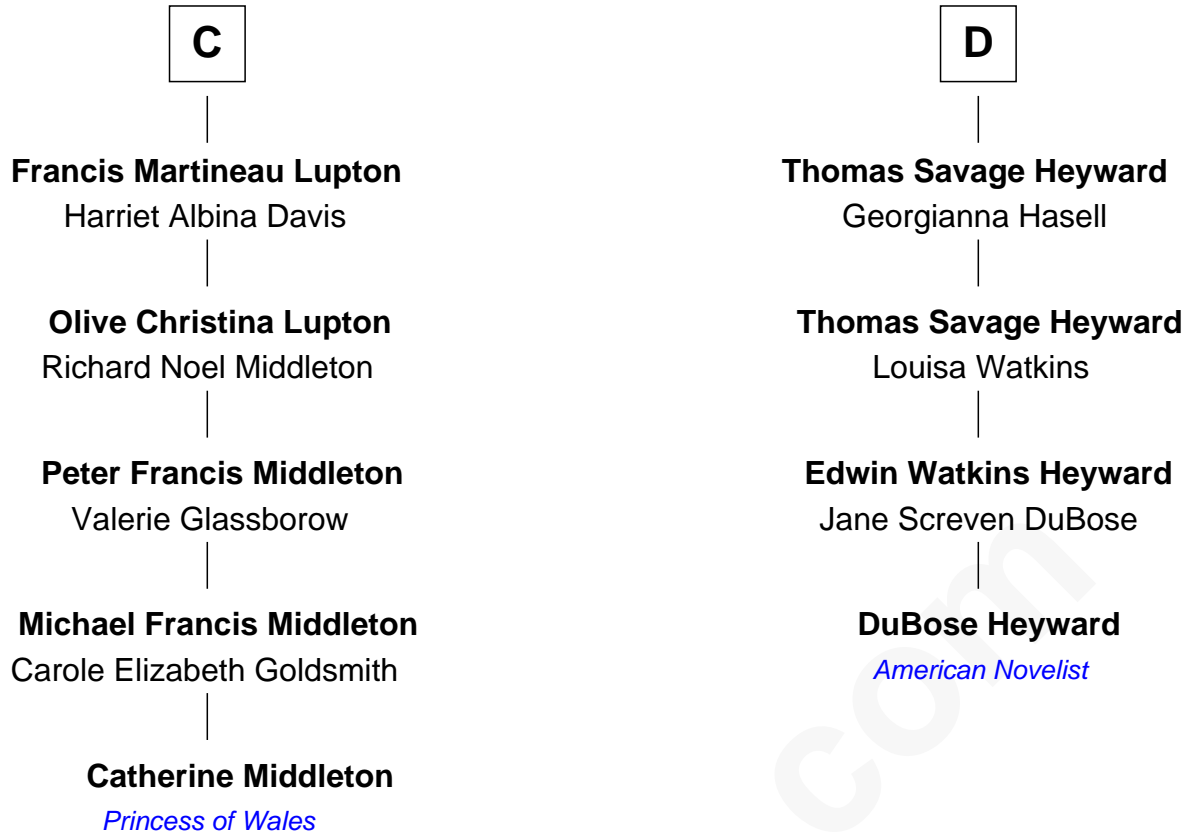 C
Francis Martineau Lupton
Harriet Albina Davis
Olive Christina Lupton
Richard Noel Middleton
Peter Francis Middleton
Valerie Glassborow
Michael Francis Middleton
Carole Elizabeth Goldsmith
Catherine Middleton
Princess of Wales
D
Thomas Savage Heyward
Georgianna Hasell
Thomas Savage Heyward
Louisa Watkins
Edwin Watkins Heyward
Jane Screven DuBose
DuBose Heyward
American Novelist
com